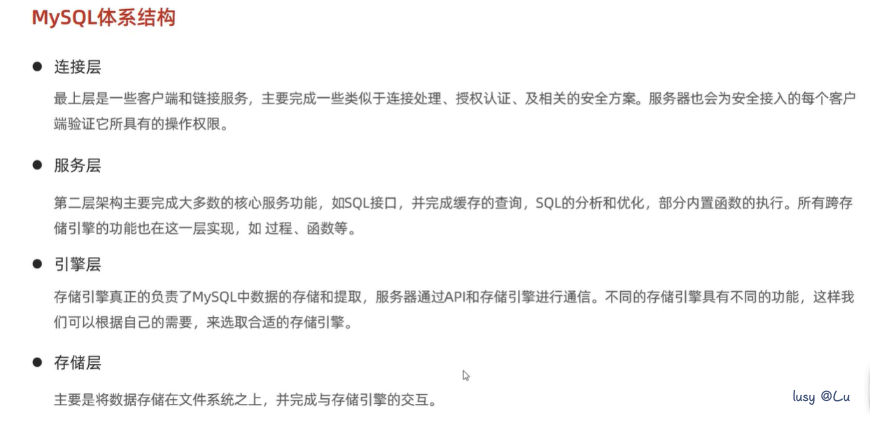 MySQL体系结构
连接层
最上层是一些客户端和链接服务，主要完成一些类似于连接处理、授权认证、及相关的安全方案。服务器也会为安全接入的每个客户
端验证它所具有的操作权限。
服务层
第二层架构主要完成大多数的核心服务功能，如SQL接口，并完成缓存的查询，SQL的分析和优化，部分内置函数的执行。所有跨存
储引擎的功能也在这一层实现，如 过程、函数等。
引擎层
存储引擎真正的负责了MySQL中数据的存储和提取，服务器通过API和存储引擎进行通信。不同的存储引擎具有不同的功能，这样我
们可以根据自己的需要，来选取合适的存储引擎。
存储层
主要是将数据存储在文件系统之上，并完成与存储引擎的交互。
lusy @Lu